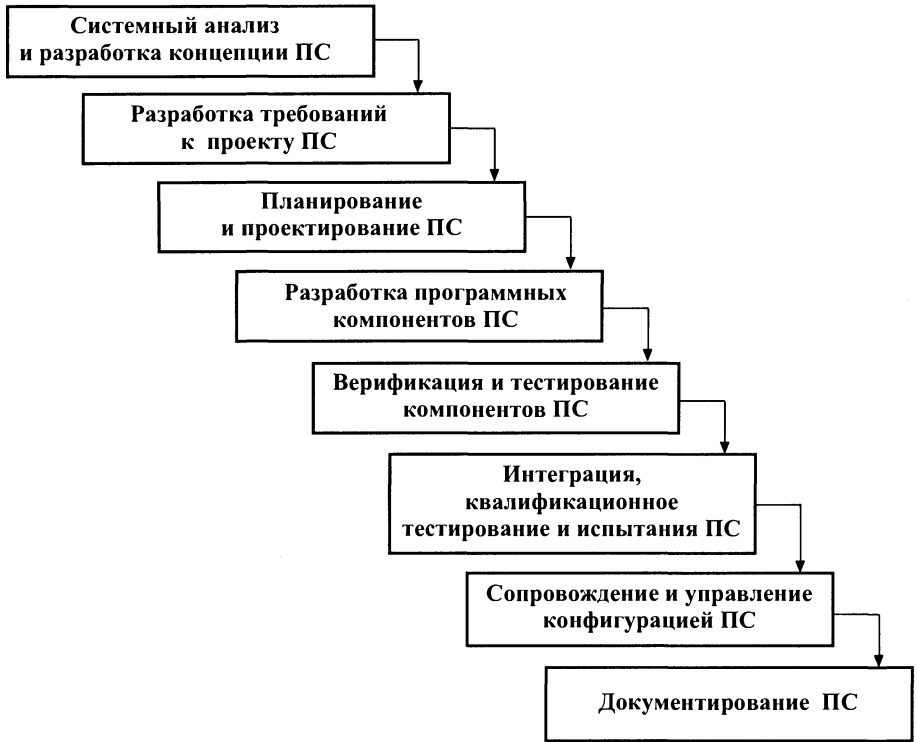 Системный анализ
и разработка концепции ПС
Разработка требований
к проекту ПС
Планирование
и проектирование ПС
Разработка программных
компонентов ПС
Верификация и тестирование
компонентов ПС
Интеграция,
квалификационное
тестирование и испытания ПС
Сопровождение и управление
конфигурацией ПС
Документирование ПС